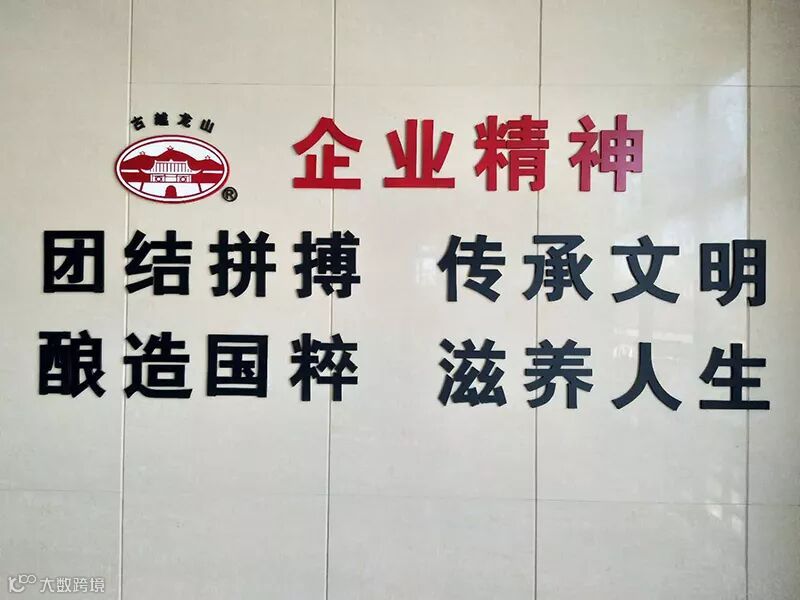 古越龙山
企业精神
®
团结拼搏 传承文明
酿造国粹 滋养人生
大数跨境